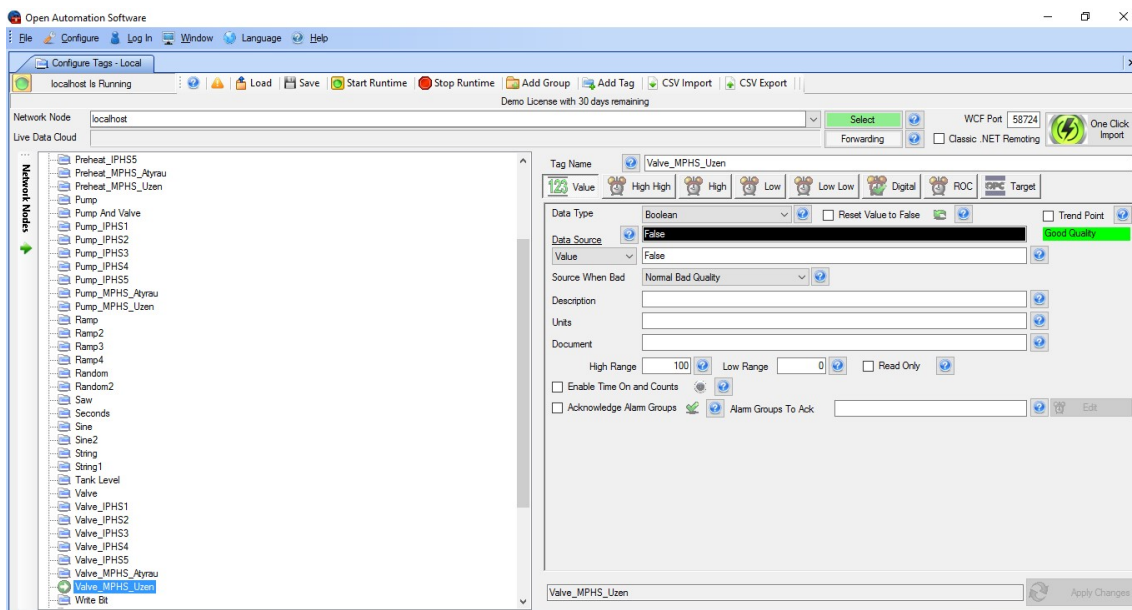 Open Automation Software
File Configure Log In Window Language Help
Configure Tags - Local
localhost Is Running Load Save Start Runtime Stop Runtime Add Group Add Tag CSV Import CSV Export
Demo License with 30 days remaining
Network Node localhost Select WCF Port 58724 One Click Import
Live Data Cloud Forwarding Classic .NET Remoting
Network Nodes
Preheat_IPHS5
Preheat_MPHS_Atyrau
Preheat_MPHS_Uzen
Pump
Pump And Valve
Pump_IPHS1
Pump_IPHS2
Pump_IPHS3
Pump_IPHS4
Pump_IPHS5
Pump_MPHS_Atyrau
Pump_MPHS_Uzen
Ramp
Ramp2
Ramp3
Ramp4
Random
Random2
Saw
Seconds
Sine
Sine2
String
String1
Tank Level
Valve
Valve_IPHS1
Valve_IPHS2
Valve_IPHS3
Valve_IPHS4
Valve_IPHS5
Valve_MPHS_Atyrau
Valve_MPHS_Uzen
Write Bit
Tag Name Valve_MPHS_Uzen
123 Value High High High Low Low Low Digital ROC OPC Target
Data Type Boolean Reset Value to False Trend Point
Data Source False Good Quality
Value False
Source When Bad Normal Bad Quality
Description
Units
Document
High Range 100 Low Range 0 Read Only
Enable Time On and Counts
Acknowledge Alarm Groups Alarm Groups To Ack Edit
Valve_MPHS_Uzen Apply Changes